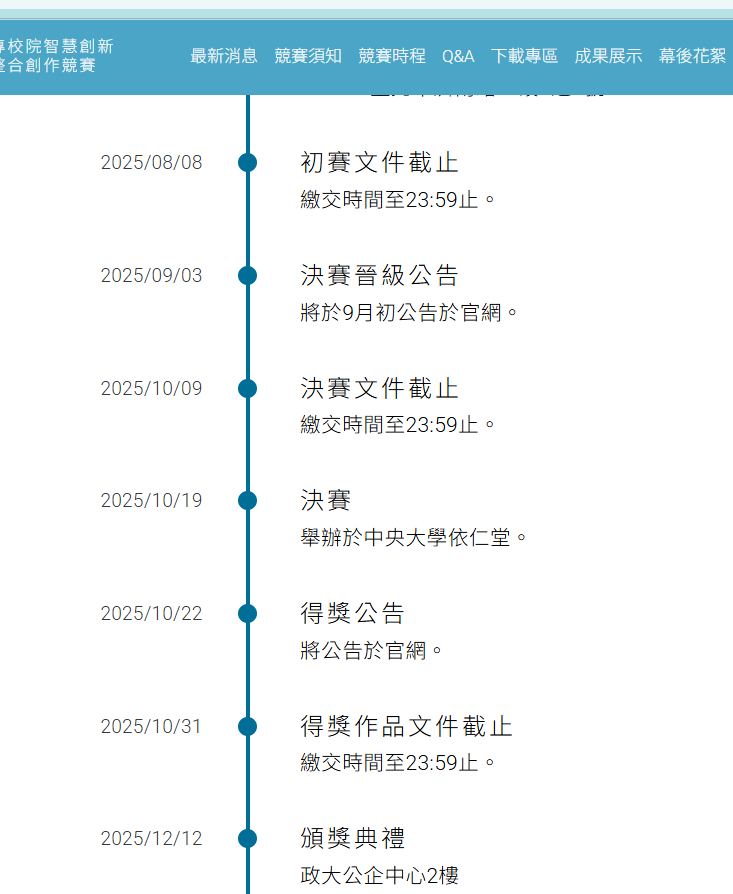 專校院智慧創新
整合創作競賽
最新消息 競賽須知 競賽時程 Q&A 下載專區 成果展示 幕後花絮
2025/08/08 初賽文件截止
繳交時間至23:59止。
2025/09/03 決賽晉級公告
將於9月初公告於官網。
2025/10/09 決賽文件截止
繳交時間至23:59止。
2025/10/19 決賽
舉辦於中央大學依仁堂。
2025/10/22 得獎公告
將公告於官網。
2025/10/31 得獎作品文件截止
繳交時間至23:59止。
2025/12/12 頒獎典禮
政大公企中心2樓